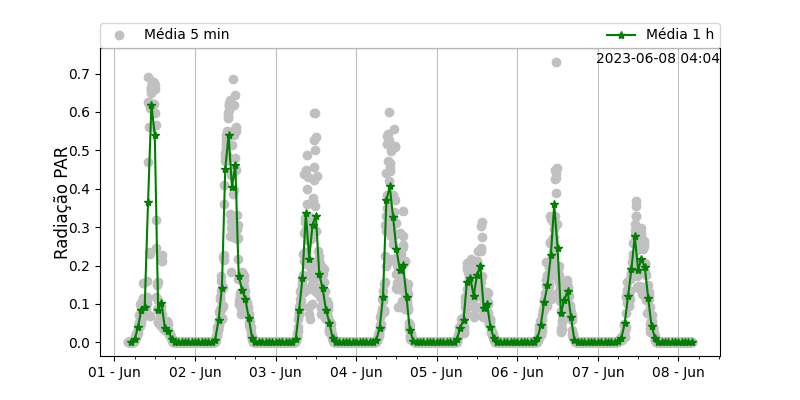 Média 5 min
Média 1 h
2023-06-08 04:04
Radiação PAR
0.7
0.6
0.5
0.4
0.3
0.2
0.1
0.0
01 - Jun
02 - Jun
03 - Jun
04 - Jun
05 - Jun
06 - Jun
07 - Jun
08 - Jun